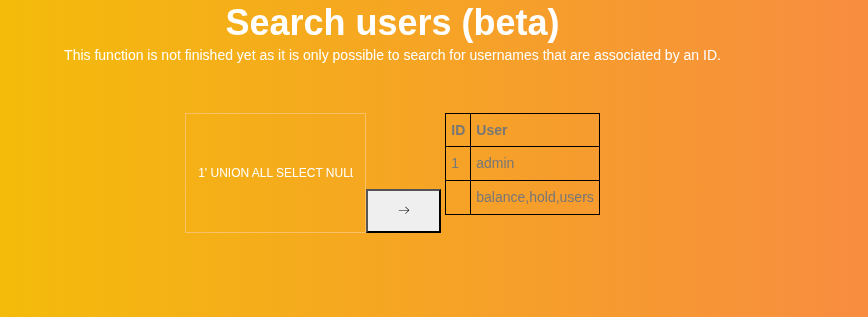 Search users (beta)
This function is not finished yet as it is only possible to search for usernames that are associated by an ID.
1' UNION ALL SELECT NULL
ID User
1 admin
balance,hold,users